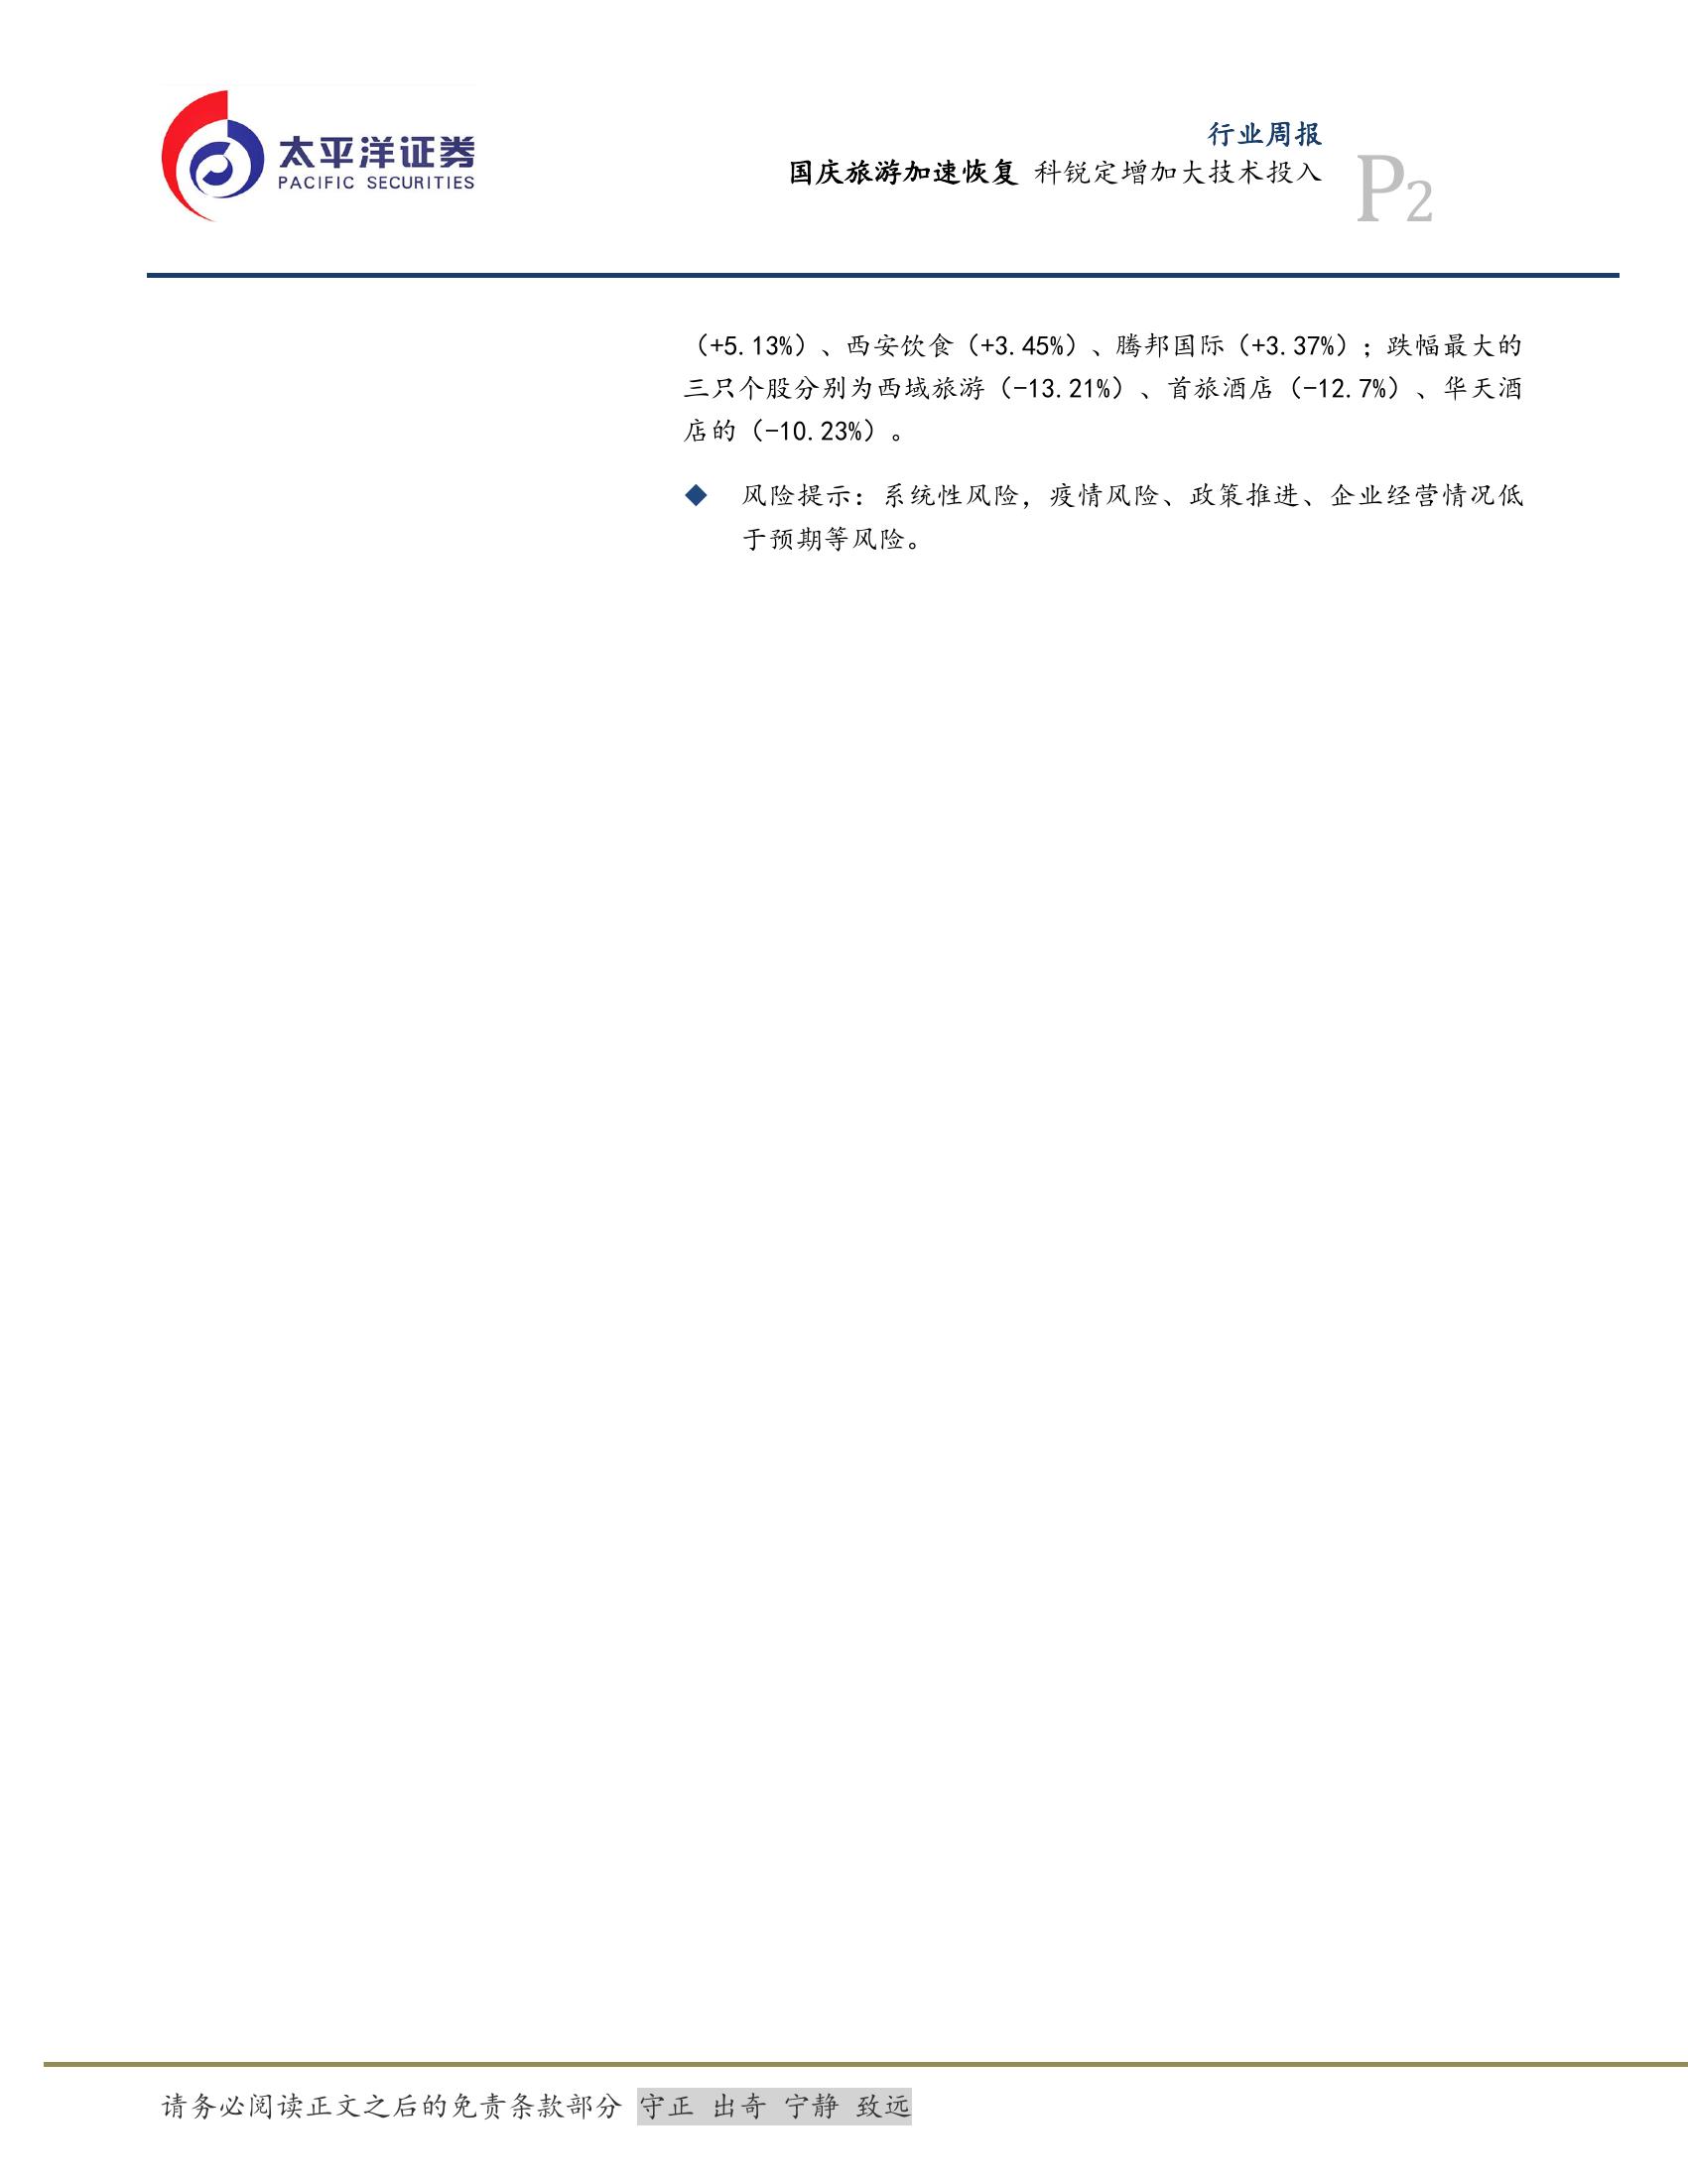 太平洋证券
PACIFIC SECURITIES
行业周报
国庆旅游加速恢复 科锐定增加大技术投入
P2
（+5.13%）、西安饮食（+3.45%）、腾邦国际（+3.37%）；跌幅最大的
三只个股分别为西域旅游（-13.21%）、首旅酒店（-12.7%）、华天酒
店的（-10.23%）。
◆ 风险提示：系统性风险，疫情风险、政策推进、企业经营情况低
于预期等风险。
请务必阅读正文之后的免责条款部分 守正 出奇 宁静 致远